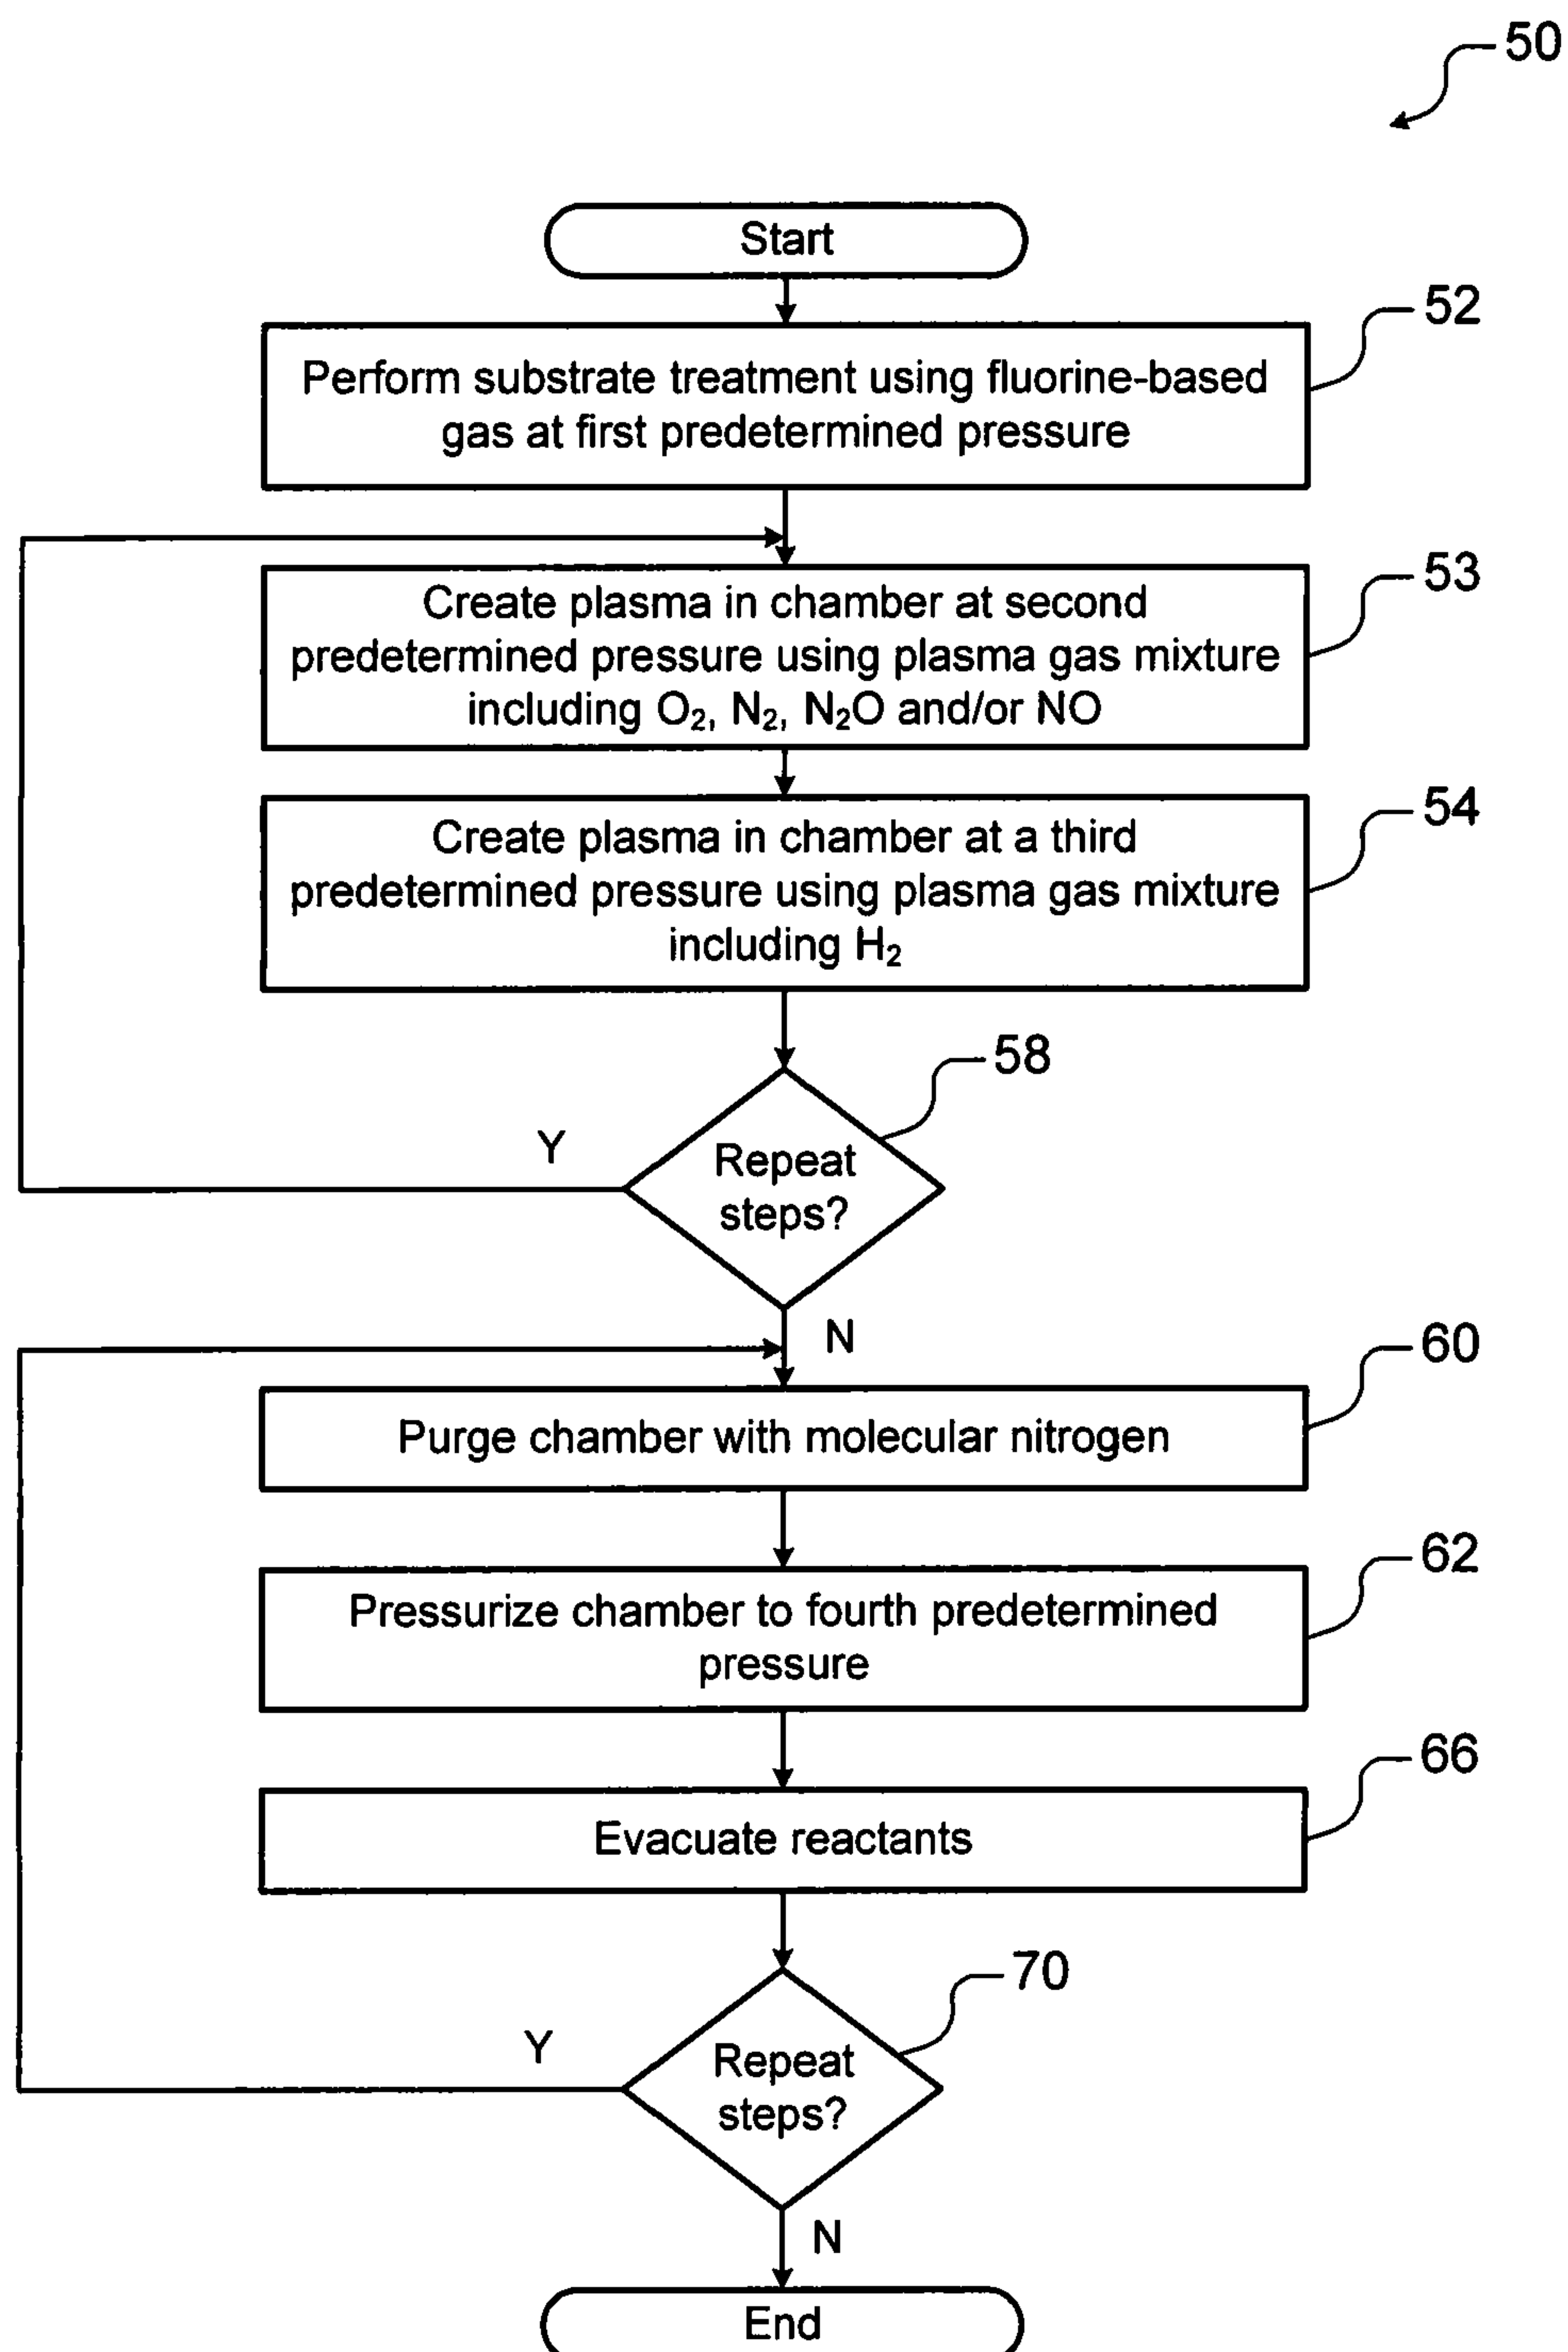 50
Start
52
Perform substrate treatment using fluorine-based
gas at first predetermined pressure
53
Create plasma in chamber at second
predetermined pressure using plasma gas mixture
including O₂, N₂, N₂O and/or NO
54
Create plasma in chamber at a third
predetermined pressure using plasma gas mixture
including H₂
58
Y
Repeat
steps?
N
60
Purge chamber with molecular nitrogen
62
Pressurize chamber to fourth predetermined
pressure
66
Evacuate reactants
70
Y
Repeat
steps?
N
End